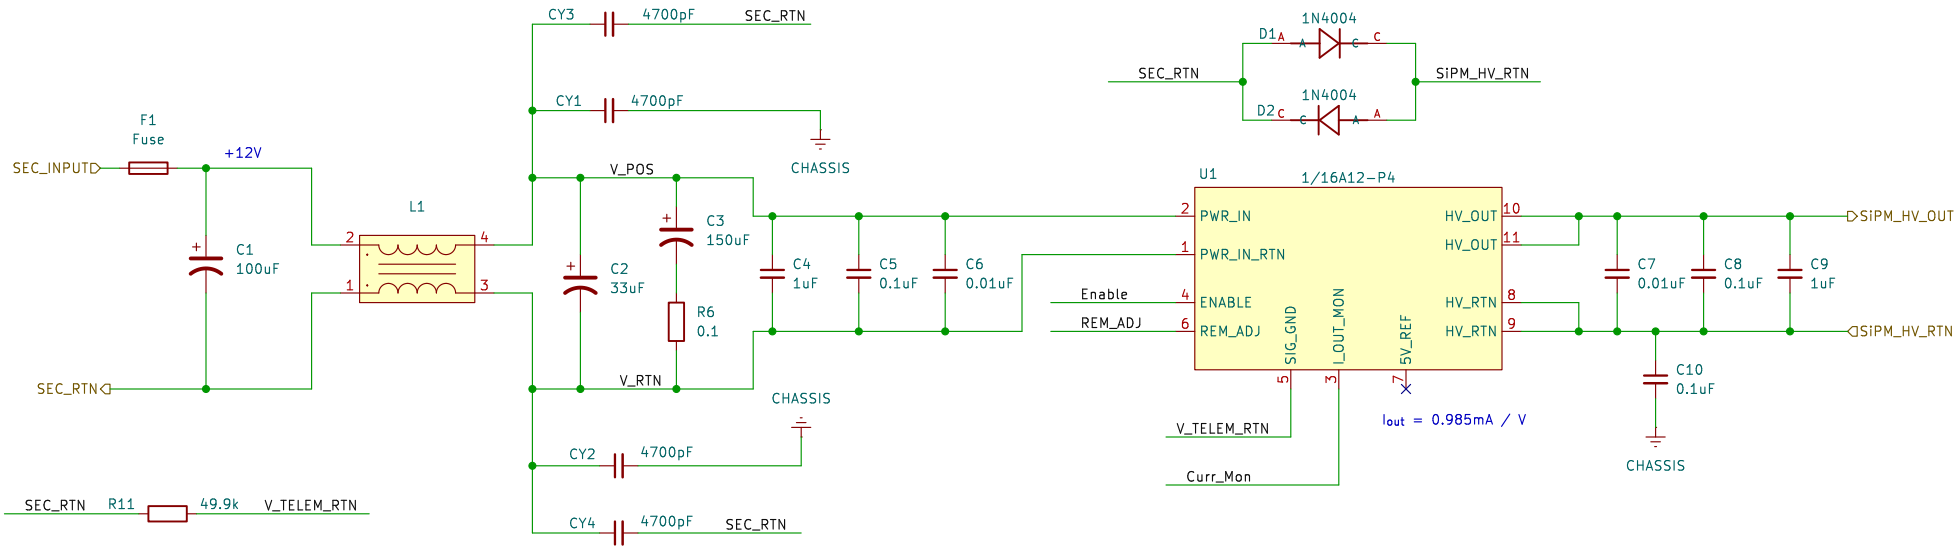 CY3
4700pF
SEC_RTN
CY1
4700pF
CHASSIS
F1
Fuse
+12V
SEC_INPUT
+
C1
100uF
SEC_RTN
L1
2
4
1
3
V_POS
+
C2
33uF
+
C3
150uF
R6
0.1
V_RTN
C4
1uF
C5
0.1uF
C6
0.01uF
CHASSIS
CY2
4700pF
CY4
4700pF
SEC_RTN
SEC_RTN
R11
49.9k
V_TELEM_RTN
1N4004
D1
A
A
C
C
SEC_RTN
SiPM_HV_RTN
1N4004
D2
C
C
A
A
U1
1/16A12-P4
2
PWR_IN
1
PWR_IN_RTN
Enable
4
ENABLE
REM_ADJ
6
REM_ADJ
SIG_GND
5
I_OUT_MON
3
5V_REF
7
HV_OUT
10
HV_OUT
11
HV_RTN
8
HV_RTN
9
V_TELEM_RTN
Curr_Mon
Iout = 0.985mA / V
C7
0.01uF
C8
0.1uF
C9
1uF
SiPM_HV_OUT
SiPM_HV_RTN
C10
0.1uF
CHASSIS